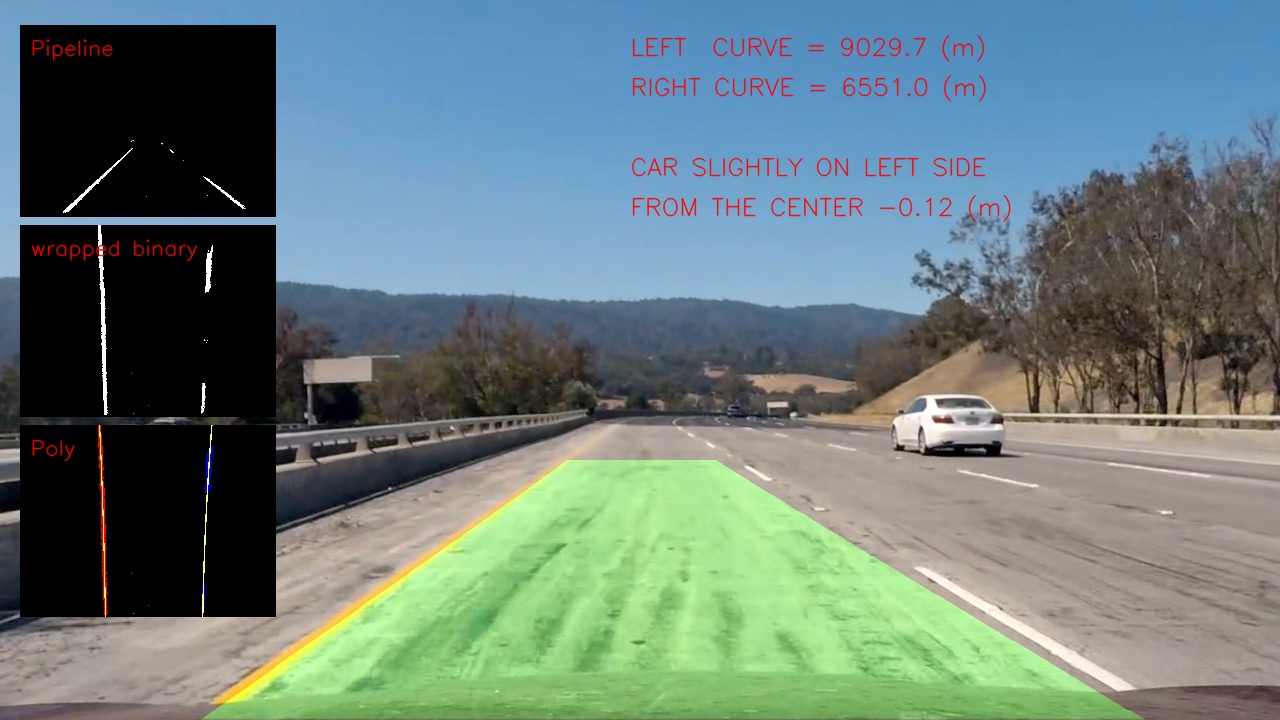 Pipeline
LEFT  CURVE = 9029.7 (m)
RIGHT CURVE = 6551.0 (m)
CAR SLIGHTLY ON LEFT SIDE
FROM THE CENTER -0.12 (m)
wrapped binary
Poly